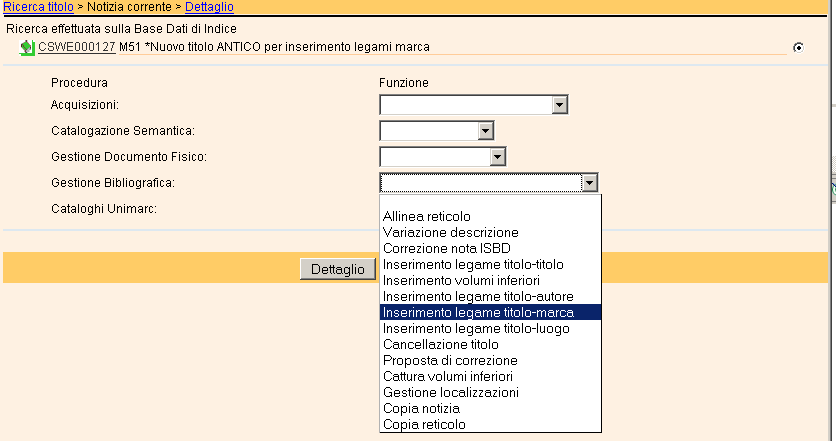 Ricerca titolo > Notizia corrente > Dettaglio
Ricerca effettuata sulla Base Dati di Indice
CSWE000127 M51 *Nuovo titolo ANTICO per inserimento legami marca
Procedura Funzione
Acquisizioni:
Catalogazione Semantica:
Gestione Documento Fisico:
Gestione Bibliografica:
Cataloghi Unimarc:
Allinea reticolo
Variazione descrizione
Correzione nota ISBD
Inserimento legame titolo-titolo
Inserimento volumi inferiori
Inserimento legame titolo-autore
Inserimento legame titolo-marca
Inserimento legame titolo-luogo
Cancellazione titolo
Proposta di correzione
Cattura volumi inferiori
Gestione localizzazioni
Copia notizia
Copia reticolo
Dettaglio